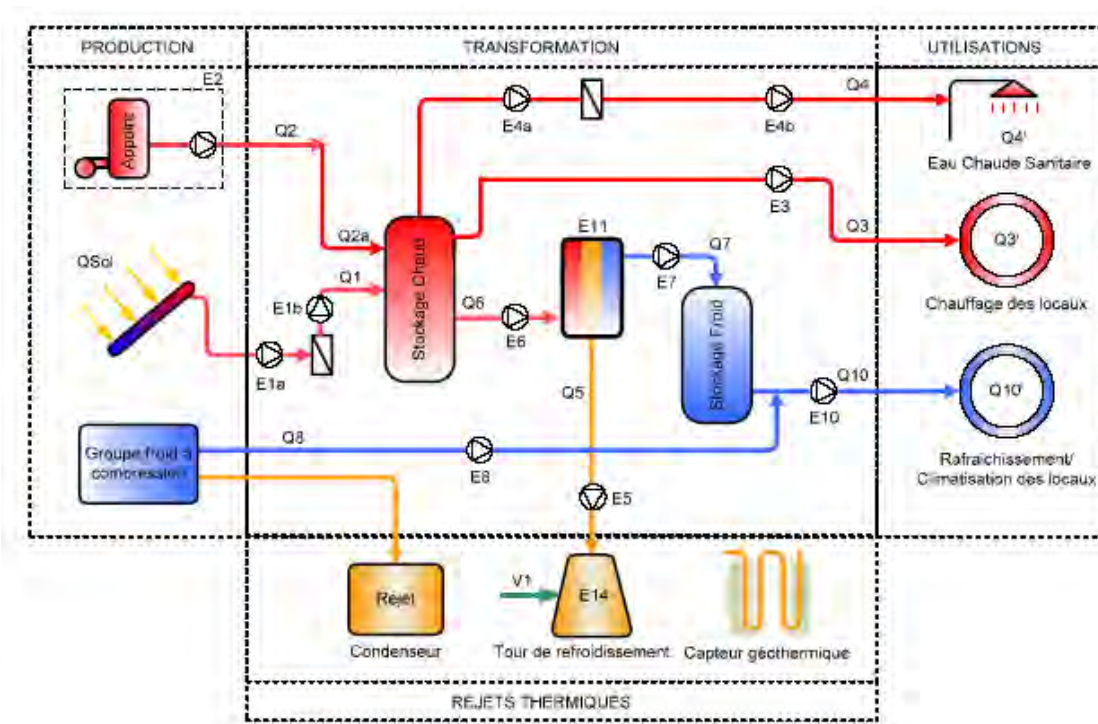 PRODUCTION
TRANSFORMATION
UTILISATIONS
E2
Appoint
Q2
E4a
E4b
Q4
Q4'
Eau Chaude Sanitaire
E3
Q3
Q3'
Chauffage des locaux
QSol
Q2a
Q1
E1b
E1a
Stockage Chaud
Q6
E6
E11
E7
Q7
Stockage Froid
Q5
Q10
E10
Q10'
Rafraichissement/
Climatisation des locaux
Groupe froid à
compression
Q8
E8
E5
Rejet
Condenseur
V1
E14
Tour de refroidissement
Capteur géothermique
REJETS THERMIQUES